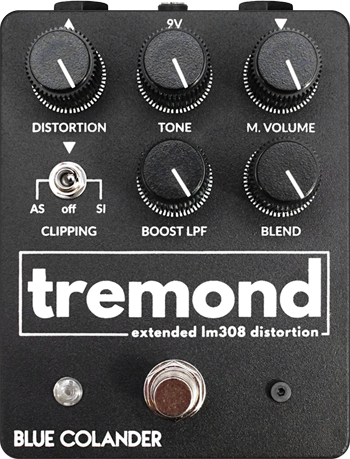 9V
DISTORTION TONE M. VOLUME
AS off SI
CLIPPING BOOST LPF BLEND
tremond
extended lm308 distortion
BLUE COLANDER